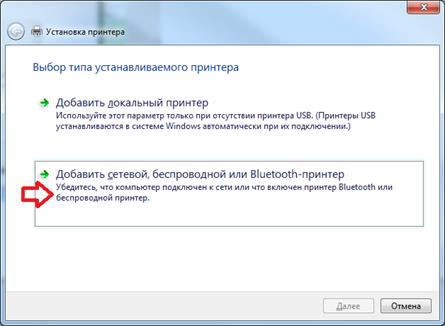 Установка принтера
Выбор типа устанавливаемого принтера
Добавить локальный принтер
Используйте этот параметр только при отсутствии принтера USB. (Принтеры USB
устанавливаются в системе Windows автоматически при их подключении.)
Добавить сетевой, беспроводной или Bluetooth-принтер
Убедитесь, что компьютер подключен к сети или что включен принтер Bluetooth или
беспроводной принтер.
Далее
Отмена